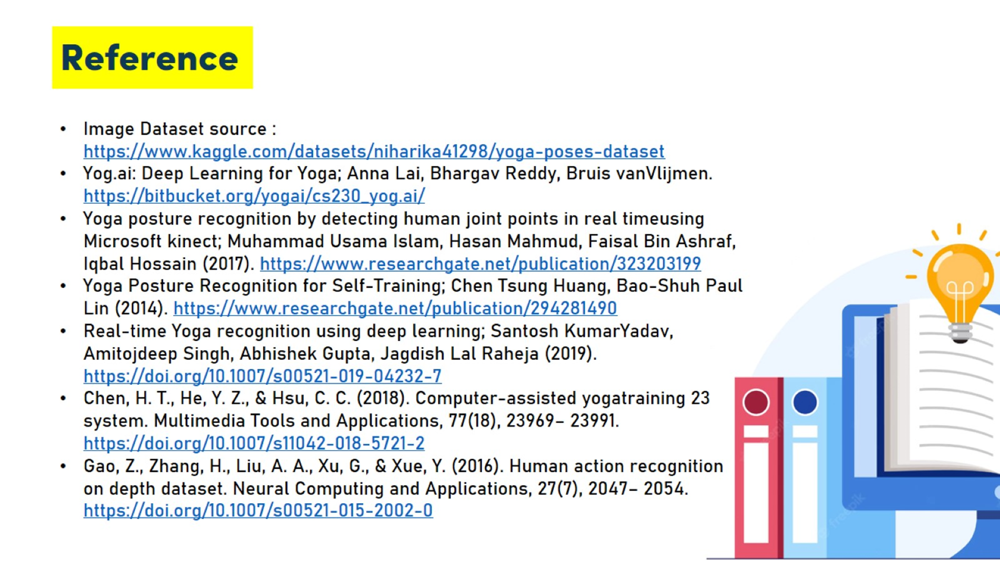 Reference
• Image Dataset source :
https://www.kaggle.com/datasets/niharika41298/yoga-poses-dataset
• Yog.ai: Deep Learning for Yoga; Anna Lai, Bhargav Reddy, Bruis vanVlijmen.
https://bitbucket.org/yogai/cs230_yog.ai/
• Yoga posture recognition by detecting human joint points in real timeusing
Microsoft kinect; Muhammad Usama Islam, Hasan Mahmud, Faisal Bin Ashraf,
Iqbal Hossain (2017). https://www.researchgate.net/publication/323203199
• Yoga Posture Recognition for Self-Training; Chen Tsung Huang, Bao-Shuh Paul
Lin (2014). https://www.researchgate.net/publication/294281490
• Real-time Yoga recognition using deep learning; Santosh KumarYadav,
Amitojdeep Singh, Abhishek Gupta, Jagdish Lal Raheja (2019).
https://doi.org/10.1007/s00521-019-04232-7
• Chen, H. T., He, Y. Z., & Hsu, C. C. (2018). Computer-assisted yogatraining 23
system. Multimedia Tools and Applications, 77(18), 23969– 23991.
https://doi.org/10.1007/s11042-018-5721-2
• Gao, Z., Zhang, H., Liu, A. A., Xu, G., & Xue, Y. (2016). Human action recognition
on depth dataset. Neural Computing and Applications, 27(7), 2047– 2054.
https://doi.org/10.1007/s00521-015-2002-0
freepik